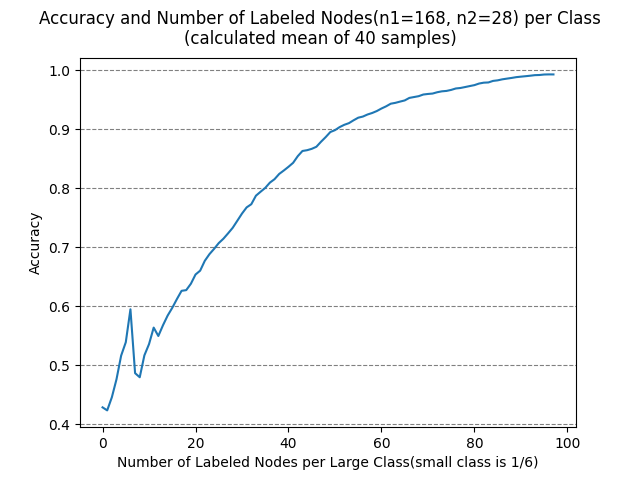 Accuracy and Number of Labeled Nodes(n1=168, n2=28) per Class
(calculated mean of 40 samples)
1.0
0.9
0.8
0.7
0.6
0.5
0.4
Accuracy
0 20 40 60 80 100
Number of Labeled Nodes per Large Class(small class is 1/6)